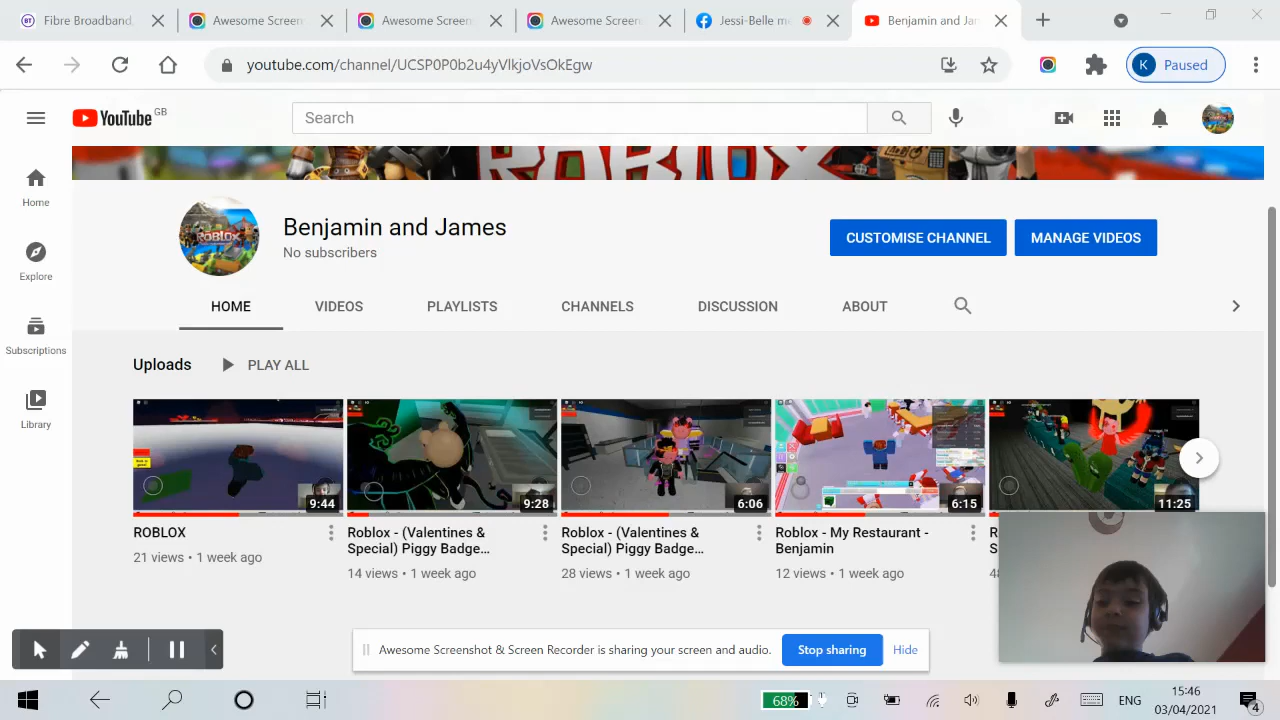 Fibre Broadband,
Awesome Screen
Awesome Screen
Awesome Screen
Jessi-Belle me
Benjamin and Jam
youtube.com/channel/UCSP0P0b2u4yVlkjoVsOkEgw
K Paused
YouTube GB
Search
ROBLOX
Home
Explore
Subscriptions
Library
Benjamin and James
No subscribers
CUSTOMISE CHANNEL
MANAGE VIDEOS
HOME VIDEOS PLAYLISTS CHANNELS DISCUSSION ABOUT
Uploads PLAY ALL
9:44
ROBLOX
21 views • 1 week ago
9:28
Roblox - (Valentines &
Special) Piggy Badge…
14 views • 1 week ago
6:06
Roblox - (Valentines &
Special) Piggy Badge…
28 views • 1 week ago
6:15
Roblox - My Restaurant -
Benjamin
12 views • 1 week ago
11:25
Awesome Screenshot & Screen Recorder is sharing your screen and audio.
Stop sharing
Hide
68%
ENG
15:46
03/04/2021
4